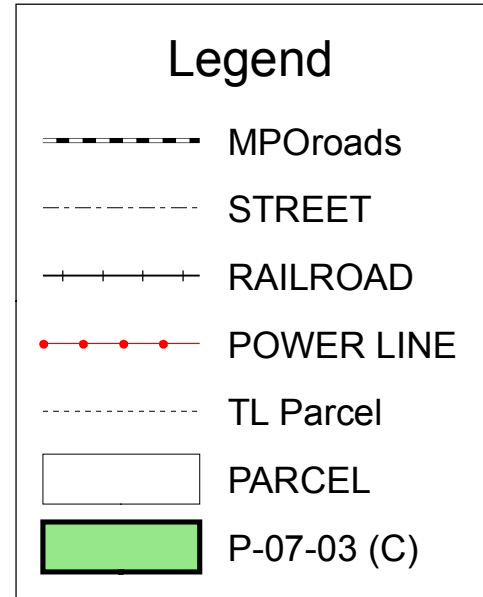 Legend
MPOroads
STREET
RAILROAD
POWER LINE
TL Parcel
PARCEL
P-07-03 (C)